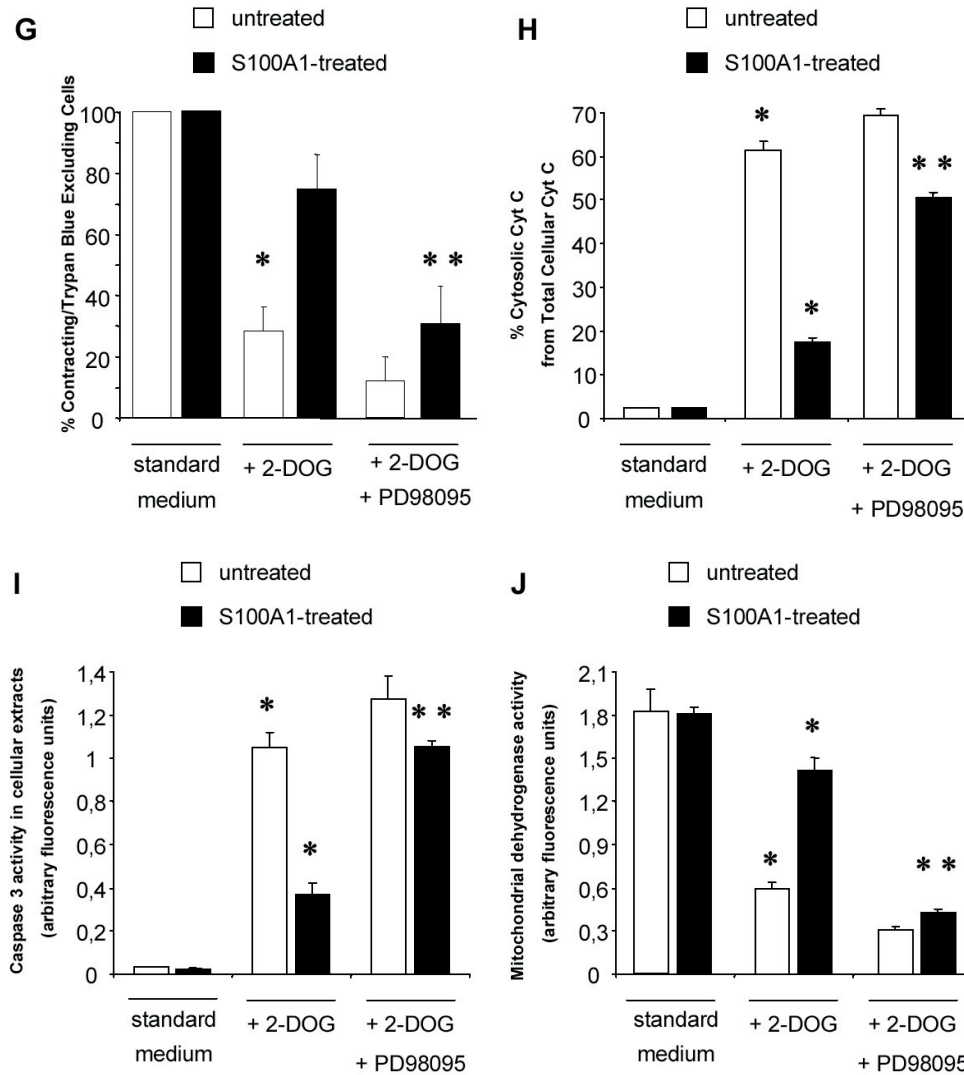 G
untreated
S100A1-treated
% Contracting/Trypan Blue Excluding Cells
100
80
60
40
20
0
*
* *
standard
medium
+ 2-DOG
+ 2-DOG
+ PD98095
H
untreated
S100A1-treated
% Cytosolic Cyt C
from Total Cellular Cyt C
70
60
50
40
30
20
10
0
*
*
* *
standard
medium
+ 2-DOG
+ 2-DOG
+ PD98095
I
untreated
S100A1-treated
Caspase 3 activity in cellular extracts
(arbitrary fluorescence units)
1,4
1,2
1
0,8
0,6
0,4
0,2
0
*
*
* *
standard
medium
+ 2-DOG
+ 2-DOG
+ PD98095
J
untreated
S100A1-treated
Mitochondrial dehydrogenase activity
(arbitrary fluorescence units)
2,1
1,8
1,5
1,2
0,9
0,6
0,3
0
*
*
* *
standard
medium
+ 2-DOG
+ 2-DOG
+ PD98095